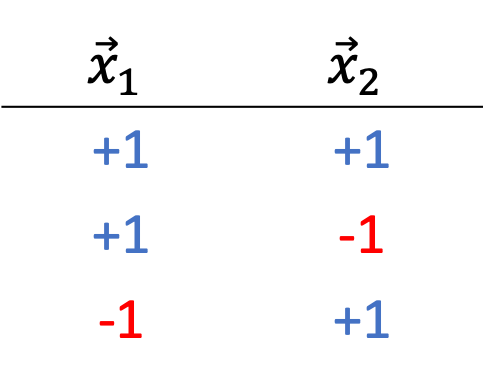 x⃗₁ x⃗₂
+1 +1
+1 -1
-1 +1